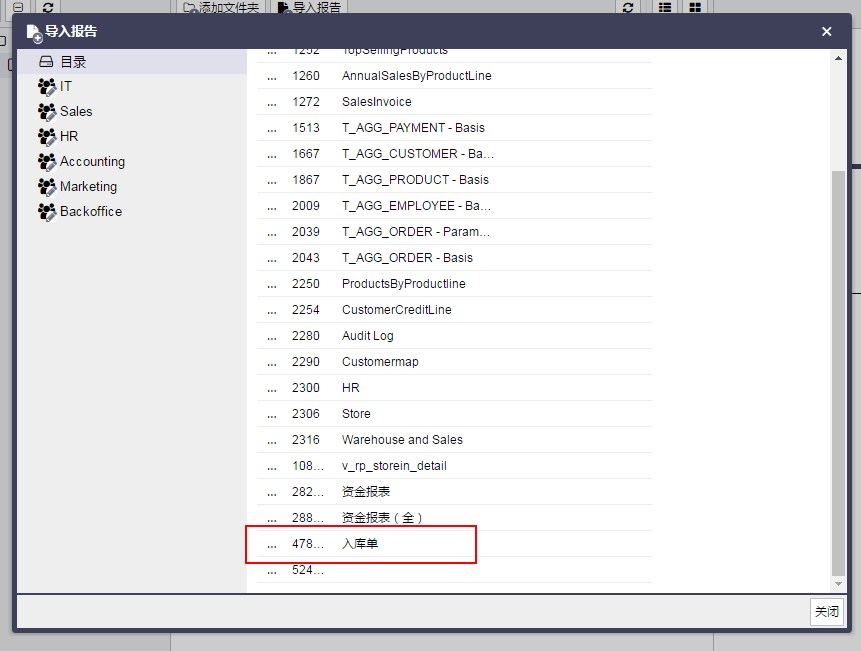 添加文件夹 导入报告
导入报告
目录
IT
Sales
HR
Accounting
Marketing
Backoffice
... 1252 TopSellingProducts
... 1260 AnnualSalesByProductLine
... 1272 SalesInvoice
... 1513 T_AGG_PAYMENT - Basis
... 1667 T_AGG_CUSTOMER - Ba...
... 1867 T_AGG_PRODUCT - Basis
... 2009 T_AGG_EMPLOYEE - Ba...
... 2039 T_AGG_ORDER - Param...
... 2043 T_AGG_ORDER - Basis
... 2250 ProductsByProductline
... 2254 CustomerCreditLine
... 2280 Audit Log
... 2290 Customermap
... 2300 HR
... 2306 Store
... 2316 Warehouse and Sales
... 108... v_rp_storein_detail
... 282... 资金报表
... 288... 资金报表（全）
... 478... 入库单
... 524...
关闭